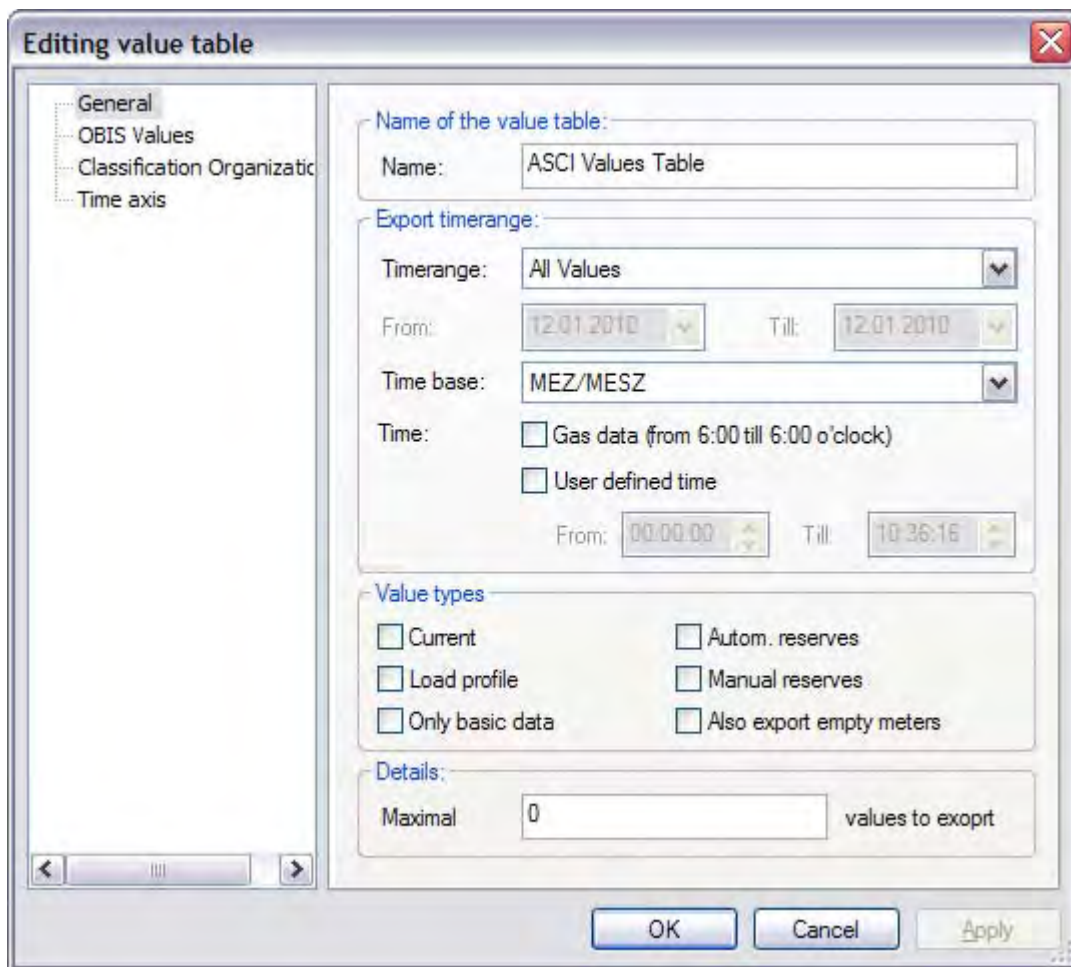 Editing value table
General
OBIS Values
Classification Organizatic
Time axis
Name of the value table:
Name: ASCI Values Table
Export timerange:
Timerange: All Values
From: 12.01.2010 Till: 12.01.2010
Time base: MEZ/MESZ
Time: Gas data (from 6:00 till 6:00 o'clock)
User defined time
From: 00:00:00 Till: 10:36:16
Value types
Current Autom. reserves
Load profile Manual reserves
Only basic data Also export empty meters
Details:
Maximal 0 values to exoprt
OK Cancel Apply